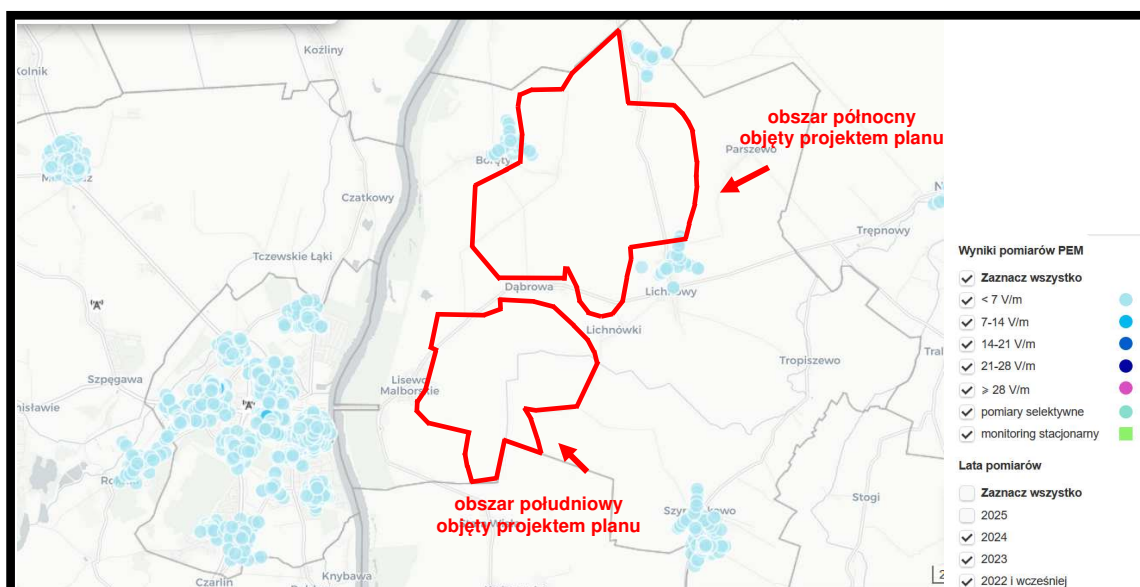 Koźliny
Kolnik
obszar północny
objęty projektem planu
Parszewo
Boręty
Czatkowy
Trępnowy
Tczewskie Łąki
Dąbrowa
Lichnowy
Lichnówki
Tropiszewo
Szpęgawa
Lisewo
Malborskie
obszar południowy
objęty projektem planu
Stogi
Knybawa
Czarlin
Wyniki pomiarów PEM
Zaznacz wszystko
< 7 V/m
7-14 V/m
14-21 V/m
21-28 V/m
⩾ 28 V/m
pomiary selektywne
monitoring stacjonarny
Lata pomiarów
Zaznacz wszystko
2025
2024
2023
2022 i wcześniej